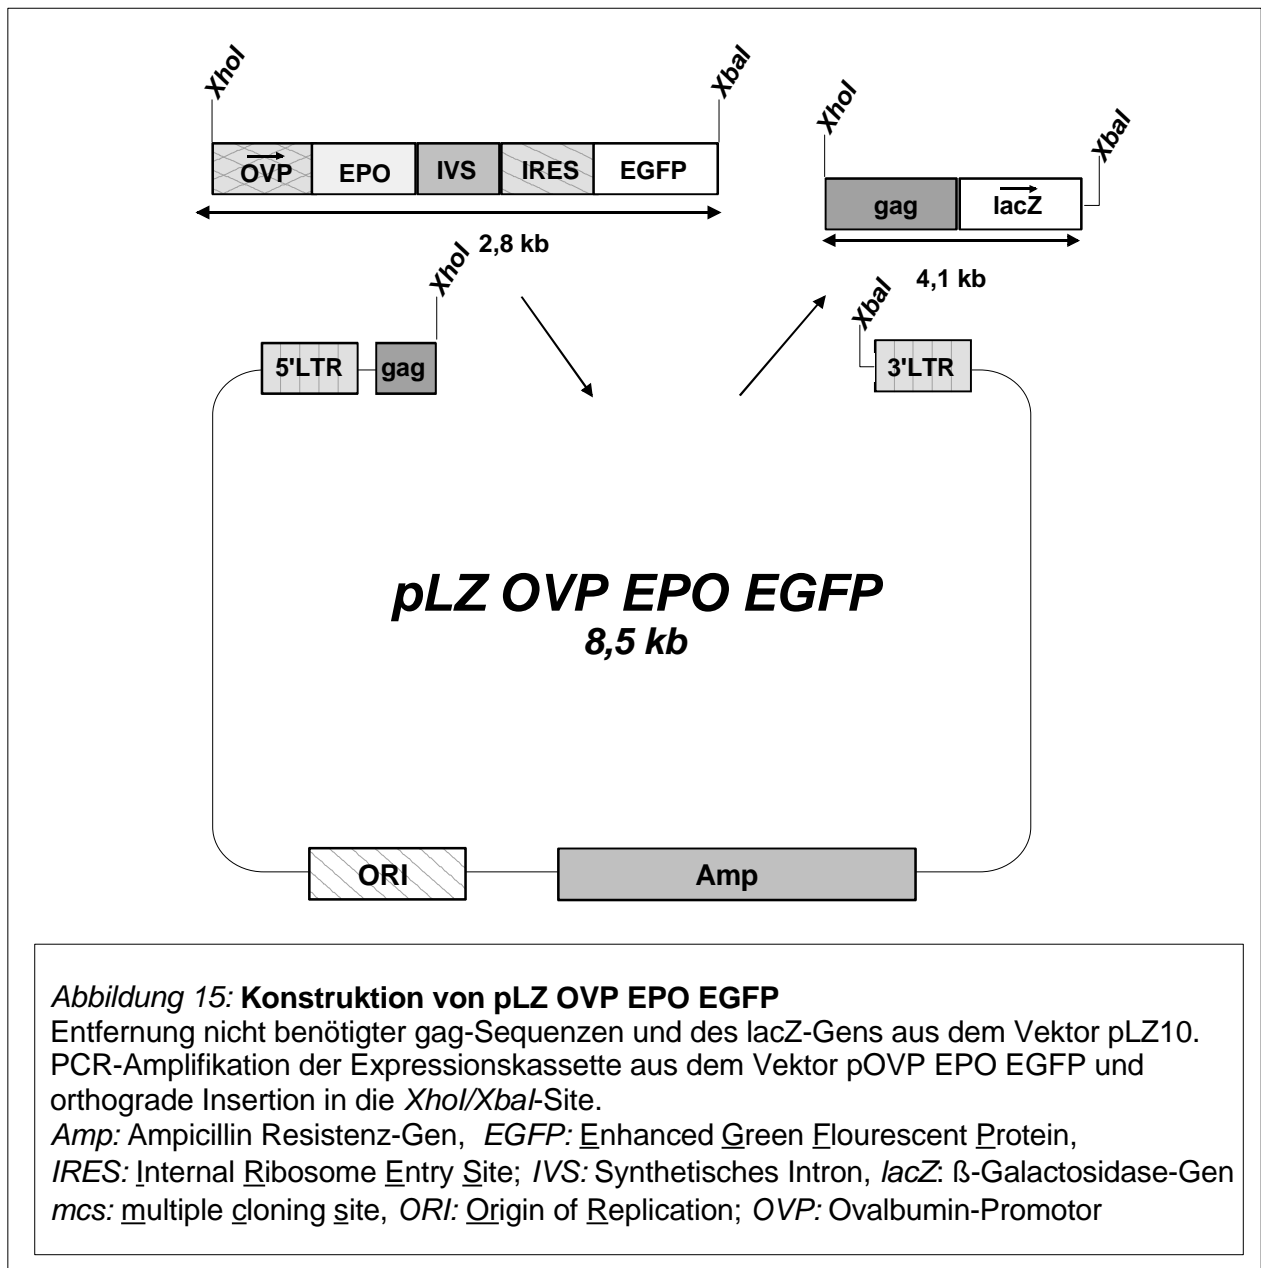 XhoI
XbaI
OVP EPO IVS IRES EGFP
2,8 kb
XhoI
XbaI
gag lacZ
4,1 kb
XhoI
XbaI
5'LTR gag 3'LTR
pLZ OVP EPO EGFP
8,5 kb
ORI Amp
Abbildung 15: Konstruktion von pLZ OVP EPO EGFP
Entfernung nicht benötigter gag-Sequenzen und des lacZ-Gens aus dem Vektor pLZ10.
PCR-Amplifikation der Expressionskassette aus dem Vektor pOVP EPO EGFP und
orthograde Insertion in die XhoI/XbaI-Site.
Amp: Ampicillin Resistenz-Gen, EGFP: Enhanced Green Flourescent Protein,
IRES: Internal Ribosome Entry Site; IVS: Synthetisches Intron, lacZ: ß-Galactosidase-Gen
mcs: multiple cloning site, ORI: Origin of Replication; OVP: Ovalbumin-Promotor